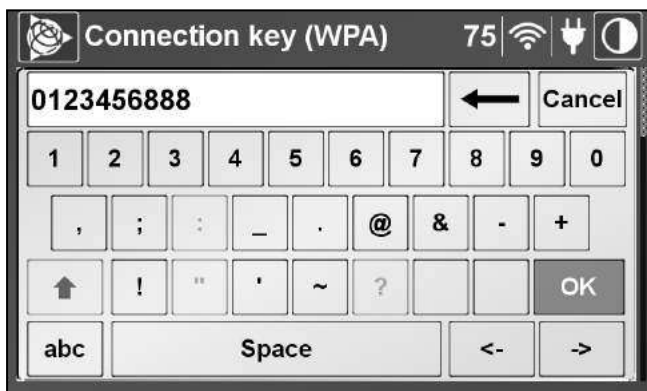 Connection key (WPA) 75
0123456888 Cancel
1 2 3 4 5 6 7 8 9 0
, ; : _ . @ & - +
! " ' ~ ? OK
abc Space <- ->